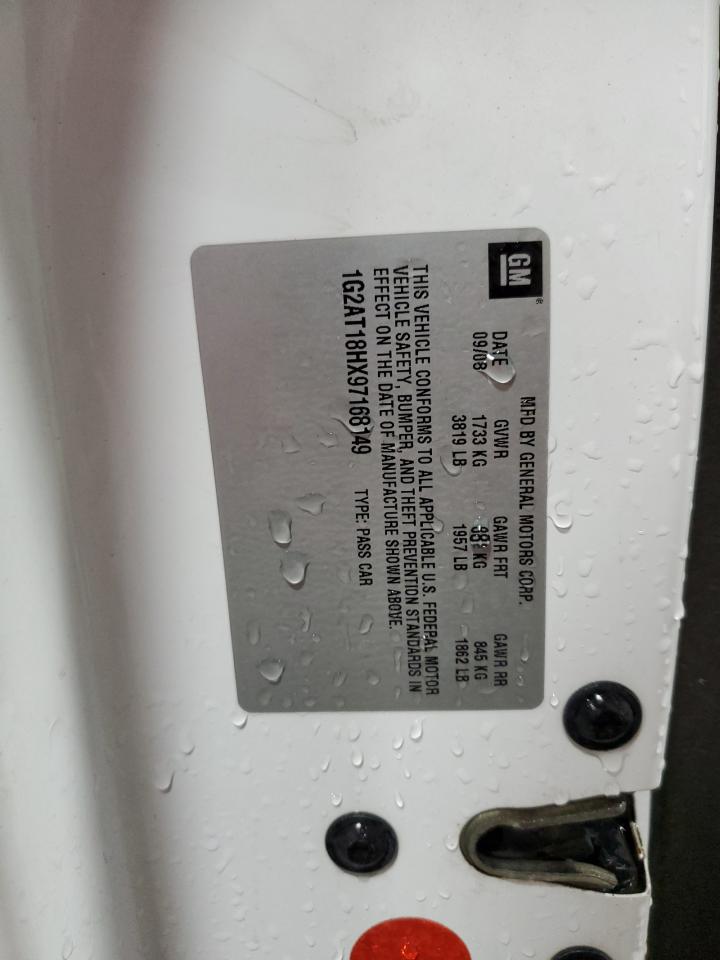 GM ®
MFD BY GENERAL MOTORS CORP.
DATE GVWR GAWR FRT GAWR RR
09/08 1733 KG KG 845 KG
3819 LB 1957 LB 1862 LB
THIS VEHICLE CONFORMS TO ALL APPLICABLE U.S. FEDERAL MOTOR
VEHICLE SAFETY, BUMPER, AND THEFT PREVENTION STANDARDS IN
EFFECT ON THE DATE OF MANUFACTURE SHOWN ABOVE.
1G2AT18HX97168149 TYPE: PASS CAR